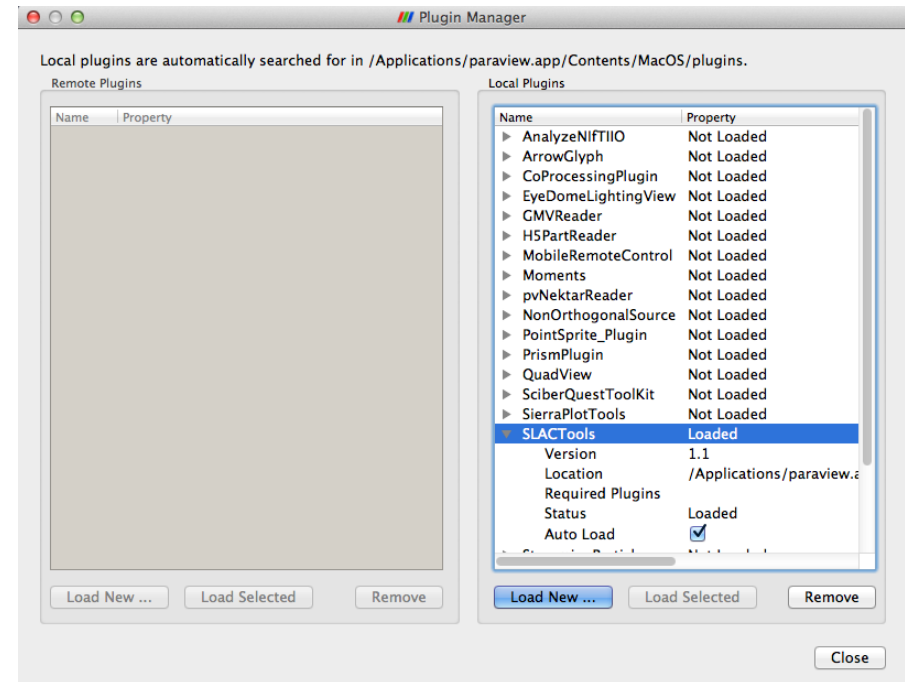 Plugin Manager
Local plugins are automatically searched for in /Applications/paraview.app/Contents/MacOS/plugins.
Remote Plugins
Name Property
Load New ... Load Selected Remove
Local Plugins
Name Property
AnalyzeNIfTIIO Not Loaded
ArrowGlyph Not Loaded
CoProcessingPlugin Not Loaded
EyeDomeLightingView Not Loaded
GMVReader Not Loaded
H5PartReader Not Loaded
MobileRemoteControl Not Loaded
Moments Not Loaded
pvNektarReader Not Loaded
NonOrthogonalSource Not Loaded
PointSprite_Plugin Not Loaded
PrismPlugin Not Loaded
QuadView Not Loaded
SciberQuestToolKit Not Loaded
SierraPlotTools Not Loaded
SLACTools Loaded
Version 1.1
Location /Applications/paraview.a
Required Plugins
Status Loaded
Auto Load
Load New ... Load Selected Remove
Close